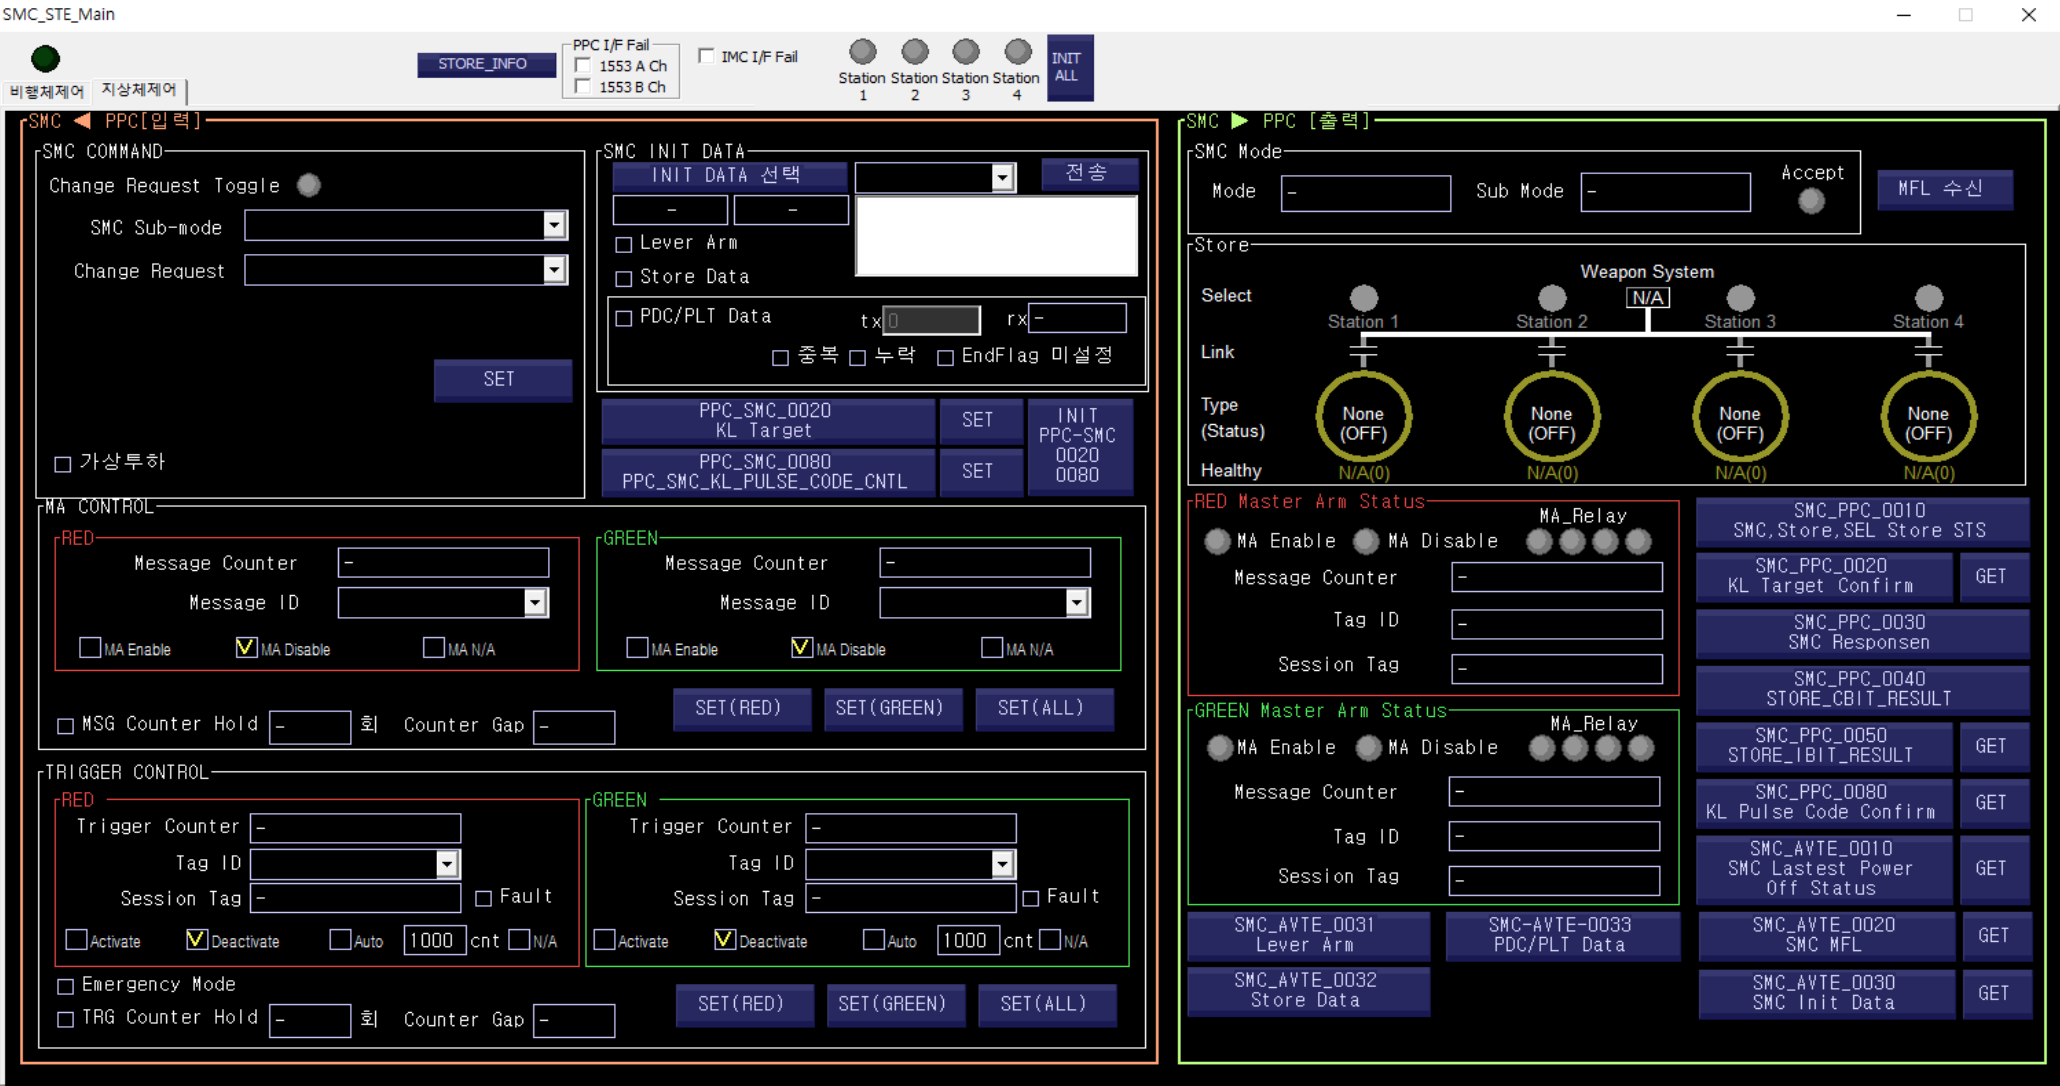 SMC_STE_Main
비행체제어
지상체제어
STORE_INFO
PPC I/F Fail
1553 A Ch
1553 B Ch
IMC I/F Fail
Station 1
Station 2
Station 3
Station 4
INIT
ALL
SMC ◀ PPC[입력]
SMC COMMAND
Change Request Toggle
SMC Sub-mode
Change Request
SET
가상투하
SMC INIT DATA
INIT DATA 선택
전송
-
-
Lever Arm
Store Data
PDC/PLT Data
tx 0
rx -
중복
누락
EndFlag 미설정
PPC_SMC_0020
KL Target
SET
PPC_SMC_0080
PPC_SMC_KL_PULSE_CODE_CNTL
SET
INIT
PPC-SMC
0020
0080
MA CONTROL
RED
Message Counter -
Message ID
MA Enable
V MA Disable
MA N/A
GREEN
Message Counter -
Message ID
MA Enable
V MA Disable
MA N/A
MSG Counter Hold - 회 Counter Gap -
SET(RED)
SET(GREEN)
SET(ALL)
TRIGGER CONTROL
RED
Trigger Counter -
Tag ID
Session Tag -
Fault
Activate
V Deactivate
Auto
1000 cnt
N/A
GREEN
Trigger Counter -
Tag ID
Session Tag -
Fault
Activate
V Deactivate
Auto
1000 cnt
N/A
Emergency Mode
TRG Counter Hold - 회 Counter Gap -
SET(RED)
SET(GREEN)
SET(ALL)
SMC ▶ PPC [출력]
SMC Mode
Mode -
Sub Mode -
Accept
MFL 수신
Store
Weapon System
N/A
Select
Station 1
Station 2
Station 3
Station 4
Link
Type
(Status)
None
(OFF)
None
(OFF)
None
(OFF)
None
(OFF)
Healthy
N/A(0)
N/A(0)
N/A(0)
N/A(0)
RED Master Arm Status
MA_Relay
MA Enable
MA Disable
Message Counter -
Tag ID -
Session Tag -
GREEN Master Arm Status
MA_Relay
MA Enable
MA Disable
Message Counter -
Tag ID -
Session Tag -
SMC_PPC_0010
SMC,Store,SEL Store STS
SMC_PPC_0020
KL Target Confirm
GET
SMC_PPC_0030
SMC Responsen
SMC_PPC_0040
STORE_CBIT_RESULT
SMC_PPC_0050
STORE_IBIT_RESULT
GET
SMC_PPC_0080
KL Pulse Code Confirm
GET
SMC_AVTE_0010
SMC Lastest Power
Off Status
GET
SMC_AVTE_0031
Lever Arm
SMC-AVTE-0033
PDC/PLT Data
SMC_AVTE_0020
SMC MFL
GET
SMC_AVTE_0032
Store Data
SMC_AVTE_0030
SMC Init Data
GET